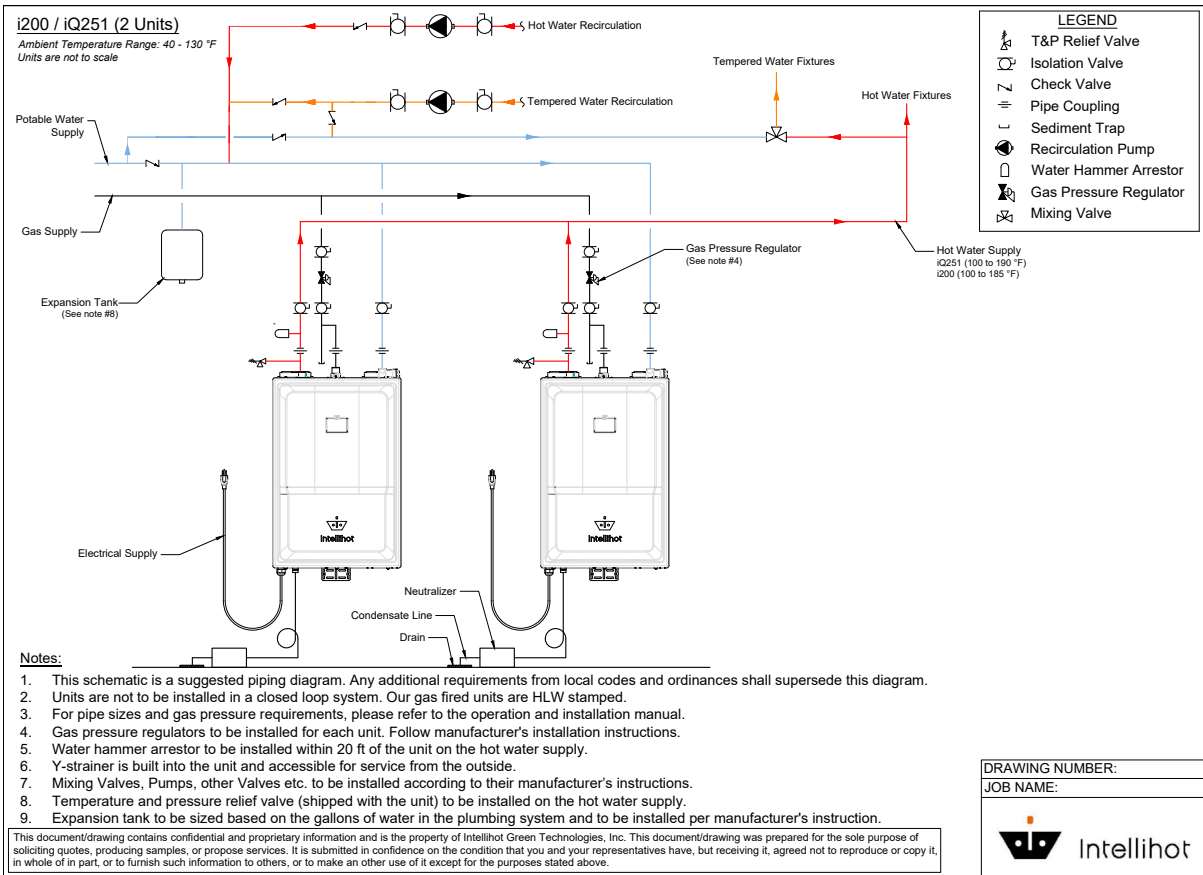 i200 / iQ251 (2 Units)
Ambient Temperature Range: 40 - 130 °F
Units are not to scale
Hot Water Recirculation
Tempered Water Recirculation
Tempered Water Fixtures
Hot Water Fixtures
Potable Water
Supply
Gas Supply
Expansion Tank
(See note #8)
Gas Pressure Regulator
(See note #4)
Hot Water Supply
iQ251 (100 to 190 °F)
i200 (100 to 185 °F)
LEGEND
T&P Relief Valve
Isolation Valve
Check Valve
Pipe Coupling
Sediment Trap
Recirculation Pump
Water Hammer Arrestor
Gas Pressure Regulator
Mixing Valve
intellihot
intellihot
Electrical Supply
Neutralizer
Condensate Line
Drain
Notes:
1. This schematic is a suggested piping diagram. Any additional requirements from local codes and ordinances shall supersede this diagram.
2. Units are not to be installed in a closed loop system. Our gas fired units are HLW stamped.
3. For pipe sizes and gas pressure requirements, please refer to the operation and installation manual.
4. Gas pressure regulators to be installed for each unit. Follow manufacturer's installation instructions.
5. Water hammer arrestor to be installed within 20 ft of the unit on the hot water supply.
6. Y-strainer is built into the unit and accessible for service from the outside.
7. Mixing Valves, Pumps, other Valves etc. to be installed according to their manufacturer's instructions.
8. Temperature and pressure relief valve (shipped with the unit) to be installed on the hot water supply.
9. Expansion tank to be sized based on the gallons of water in the plumbing system and to be installed per manufacturer's instruction.
This document/drawing contains confidential and proprietary information and is the property of Intellihot Green Technologies, Inc. This document/drawing was prepared for the sole purpose of
soliciting quotes, producing samples, or propose services. It is submitted in confidence on the condition that you and your representatives have, but receiving it, agreed not to reproduce or copy it,
in whole of in part, or to furnish such information to others, or to make an other use of it except for the purposes stated above.
DRAWING NUMBER:
JOB NAME:
Intellihot